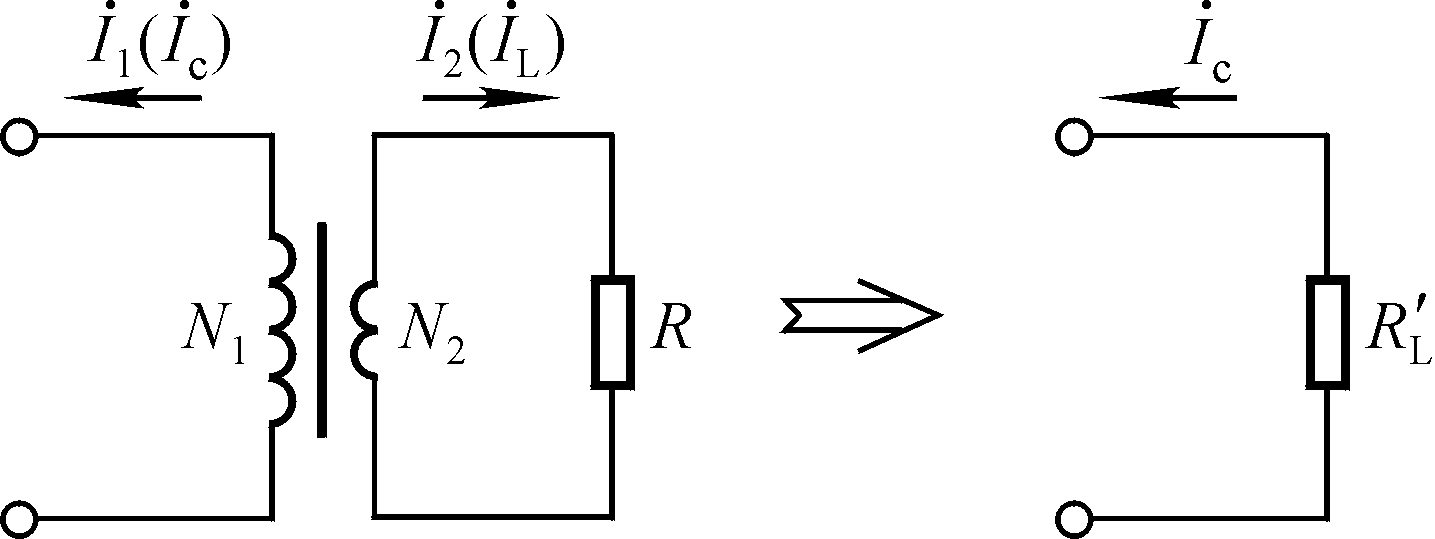 İ₁(İc) İ₂(İL) İc
N₁ N₂ R R′L